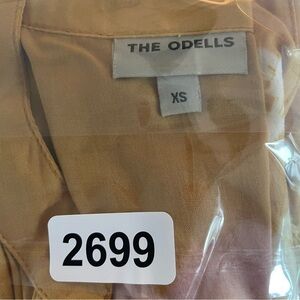 THE ODELLS
XS
2699